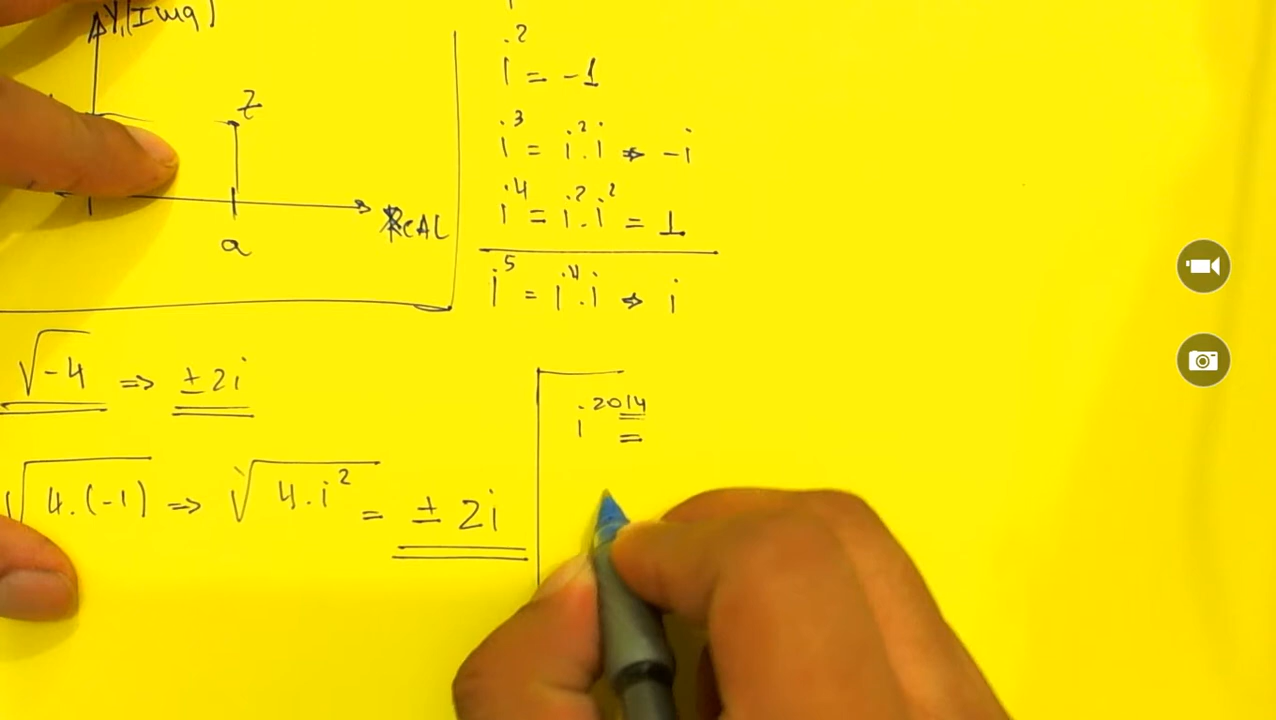 Y,(Img)
Z
REAL
a
i² = -1
i³ = i².i ⇒ -i
i⁴ = i².i² = 1
i⁵ = i⁴.i ⇒ i
√-4 ⇒ ±2i
√4.(-1) ⇒ √4.i² = ±2i
i²⁰¹⁴ =